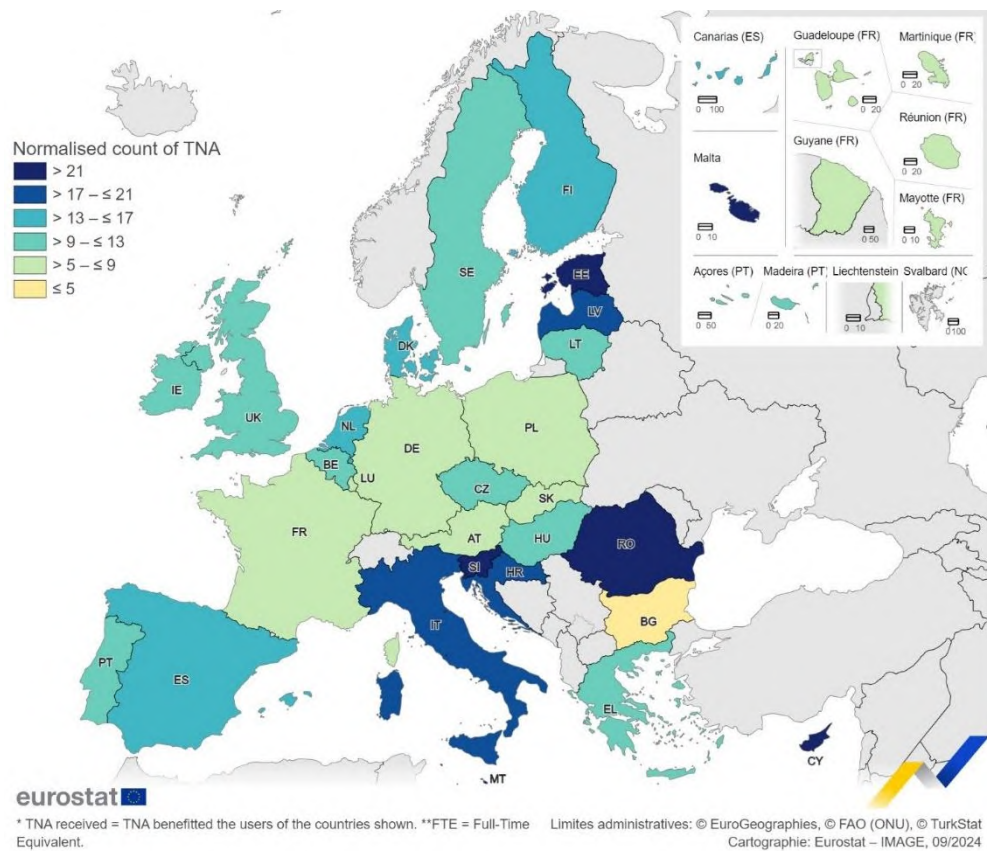 Canarias (ES)
Guadeloupe (FR)
Martinique (FR
0 100
0 20
0 20
Réunion (FR)
0 20
Malta
Guyane (FR)
Mayotte (FR)
0 10
0 50
0 10
Açores (PT)
Madeira (PT)
Liechtenstein
Svalbard (NO
0 50
0 20
0 10
0 100
Normalised count of TNA
> 21
> 17 – ≤ 21
> 13 – ≤ 17
> 9 – ≤ 13
> 5 – ≤ 9
≤ 5
FI
SE
EE
LV
DK
LT
IE
UK
NL
BE
DE
PL
LU
CZ
SK
FR
AT
HU
RO
SI
HR
IT
BG
PT
ES
EL
MT
CY
eurostat
* TNA received = TNA benefitted the users of the countries shown. **FTE = Full-Time
Equivalent.
Limites administratives: © EuroGeographies, © FAO (ONU), © TurkStat
Cartographie: Eurostat – IMAGE, 09/2024